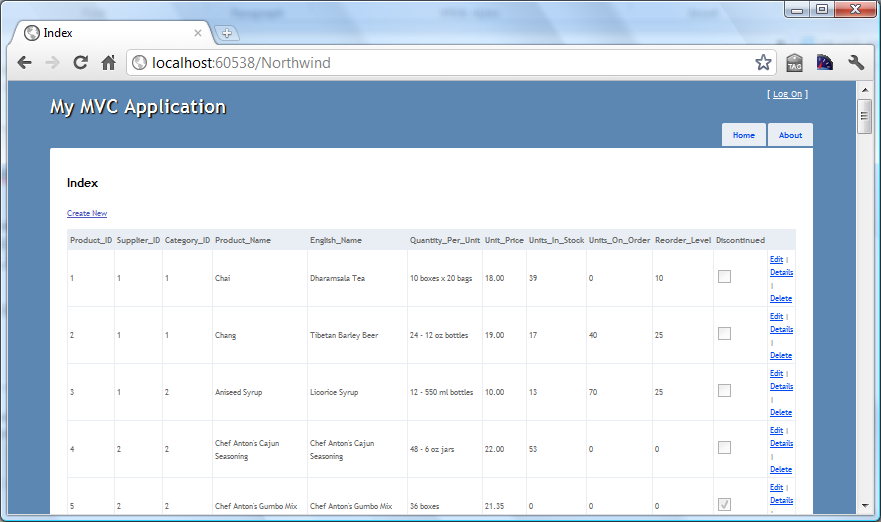 Index
localhost:60538/Northwind
TAG
[ Log On ]
My MVC Application
Home About
Index
Create New
Product_ID Supplier_ID Category_ID Product_Name English_Name Quantity_Per_Unit Unit_Price Units_In_Stock Units_On_Order Reorder_Level Discontinued
1 1 1 Chai Dharamsala Tea 10 boxes x 20 bags 18.00 39 0 10 Edit | Details | Delete
2 1 1 Chang Tibetan Barley Beer 24 - 12 oz bottles 19.00 17 40 25 Edit | Details | Delete
3 1 2 Aniseed Syrup Licorice Syrup 12 - 550 ml bottles 10.00 13 70 25 Edit | Details | Delete
4 2 2 Chef Anton's Cajun Seasoning Chef Anton's Cajun Seasoning 48 - 6 oz jars 22.00 53 0 0 Edit | Details | Delete
5 2 2 Chef Anton's Gumbo Mix Chef Anton's Gumbo Mix 36 boxes 21.35 0 0 0 Edit | Details